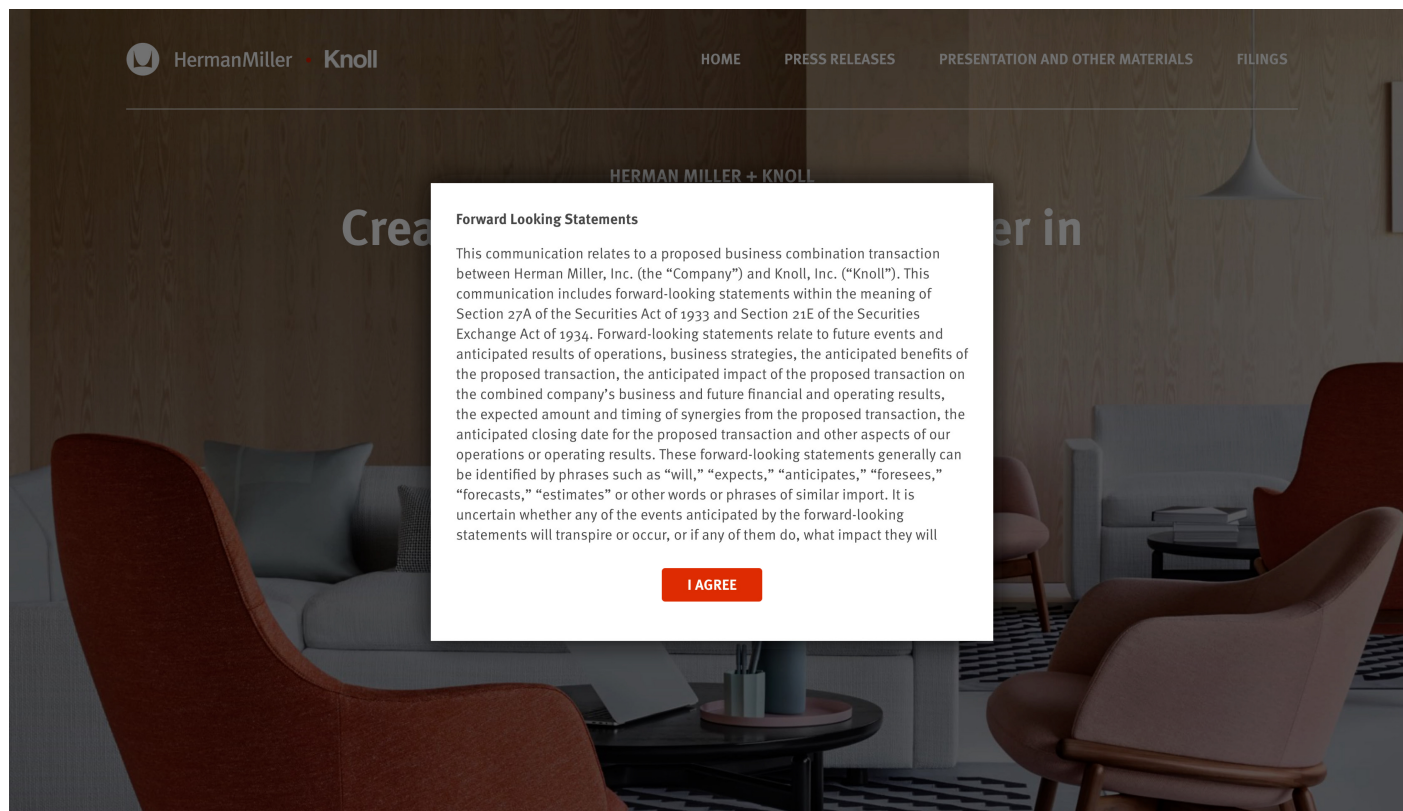 HermanMiller • Knoll
HOME PRESS RELEASES PRESENTATION AND OTHER MATERIALS FILINGS
HERMAN MILLER + KNOLL
Forward Looking Statements
This communication relates to a proposed business combination transaction
between Herman Miller, Inc. (the “Company”) and Knoll, Inc. (“Knoll”). This
communication includes forward-looking statements within the meaning of
Section 27A of the Securities Act of 1933 and Section 21E of the Securities
Exchange Act of 1934. Forward-looking statements relate to future events and
anticipated results of operations, business strategies, the anticipated benefits of
the proposed transaction, the anticipated impact of the proposed transaction on
the combined company’s business and future financial and operating results,
the expected amount and timing of synergies from the proposed transaction, the
anticipated closing date for the proposed transaction and other aspects of our
operations or operating results. These forward-looking statements generally can
be identified by phrases such as “will,” “expects,” “anticipates,” “foresees,”
“forecasts,” “estimates” or other words or phrases of similar import. It is
uncertain whether any of the events anticipated by the forward-looking
statements will transpire or occur, or if any of them do, what impact they will
I AGREE
in